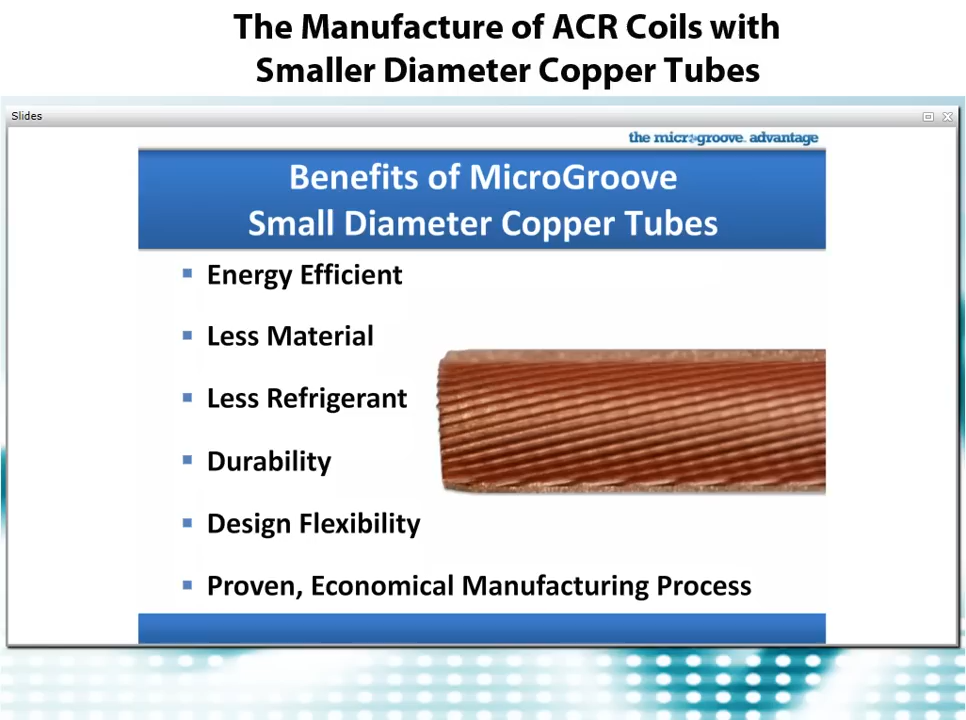 The Manufacture of ACR Coils with
Smaller Diameter Copper Tubes
Slides
the microgroove™ advantage
Benefits of MicroGroove
Small Diameter Copper Tubes
Energy Efficient
Less Material
Less Refrigerant
Durability
Design Flexibility
Proven, Economical Manufacturing Process